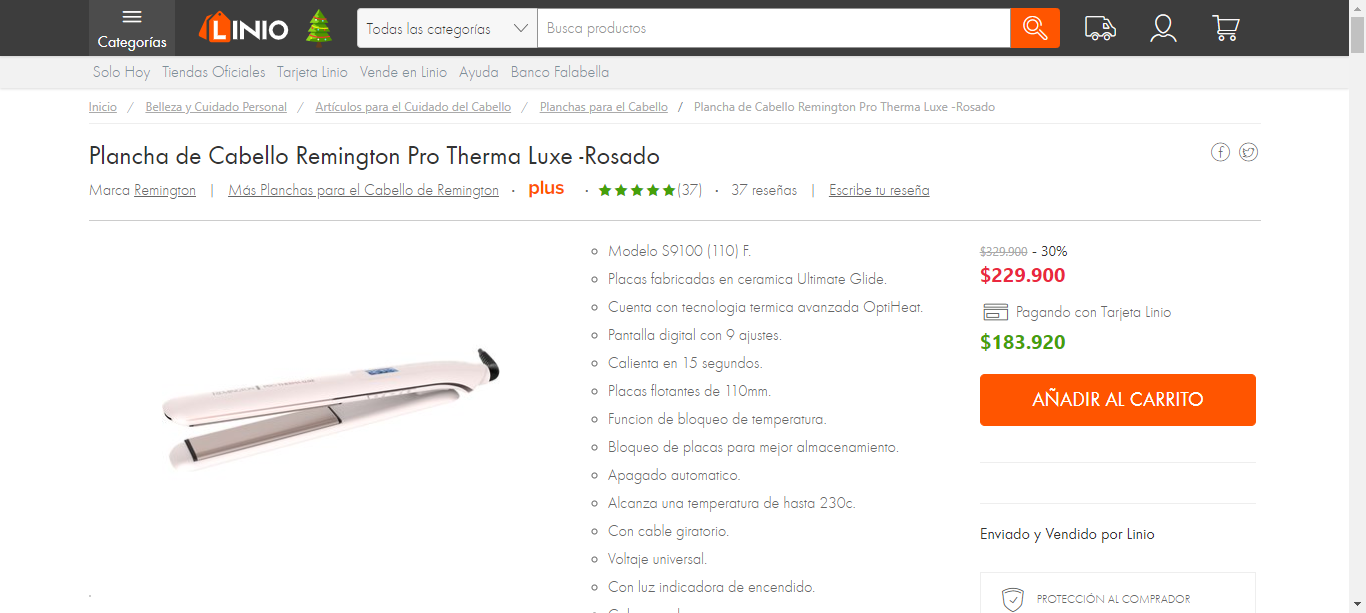 Categorías
LINIO
Todas las categorías
Busca productos
Solo Hoy Tiendas Oficiales Tarjeta Linio Vende en Linio Ayuda Banco Falabella
Inicio / Belleza y Cuidado Personal / Artículos para el Cuidado del Cabello / Planchas para el Cabello / Plancha de Cabello Remington Pro Therma Luxe -Rosado
Plancha de Cabello Remington Pro Therma Luxe -Rosado
Marca Remington | Más Planchas para el Cabello de Remington · plus · (37) · 37 reseñas | Escribe tu reseña
Modelo S9100 (110) F.
Placas fabricadas en ceramica Ultimate Glide.
Cuenta con tecnologia termica avanzada OptiHeat.
Pantalla digital con 9 ajustes.
Calienta en 15 segundos.
Placas flotantes de 110mm.
Funcion de bloqueo de temperatura.
Bloqueo de placas para mejor almacenamiento.
Apagado automatico.
Alcanza una temperatura de hasta 230c.
Con cable giratorio.
Voltaje universal.
Con luz indicadora de encendido.
$329.900 - 30%
$229.900
Pagando con Tarjeta Linio
$183.920
AÑADIR AL CARRITO
Enviado y Vendido por Linio
PROTECCIÓN AL COMPRADOR